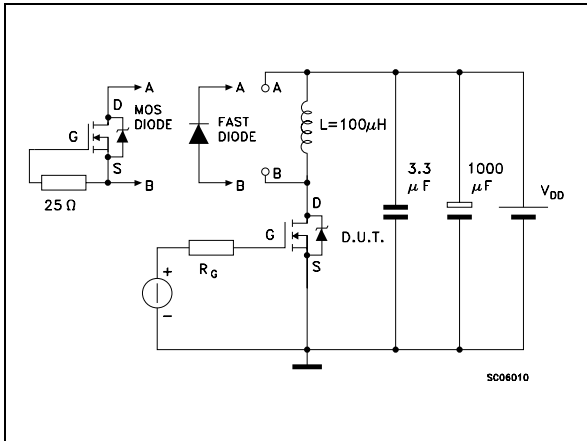 A
D
MOS
DIODE
G
S
B
25 Ω
A
FAST
DIODE
B
A
L=100μH
B
D
G
S
D.U.T.
R_G
+
−
3.3
μF
1000
μF
V_DD
SC06010